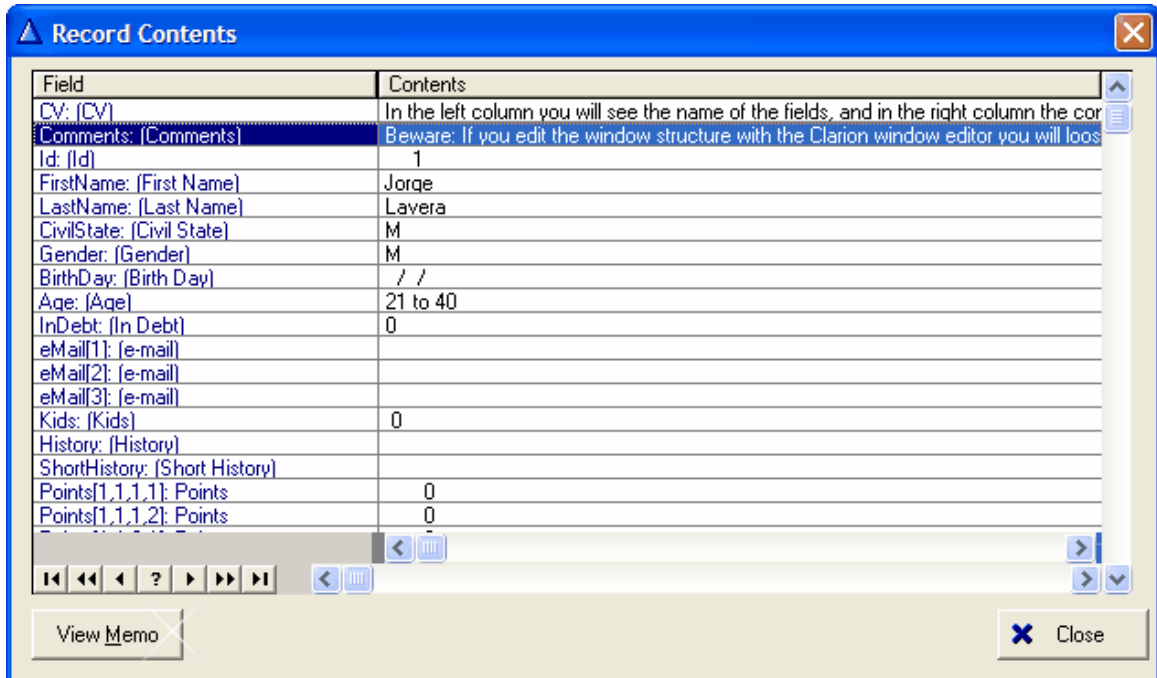 Record Contents
Field Contents
CV: (CV) In the left column you will see the name of the fields, and in the right column the cor
Comments: (Comments) Beware: If you edit the window structure with the Clarion window editor you will loos
Id: (Id) 1
FirstName: (First Name) Jorge
LastName: (Last Name) Lavera
CivilState: (Civil State) M
Gender: (Gender) M
BirthDay: (Birth Day) / /
Age: (Age) 21 to 40
InDebt: (In Debt) 0
eMail[1]: (e-mail)
eMail[2]: (e-mail)
eMail[3]: (e-mail)
Kids: (Kids) 0
History: (History)
ShortHistory: (Short History)
Points[1,1,1,1]: Points 0
Points[1,1,1,2]: Points 0
?
View Memo Close